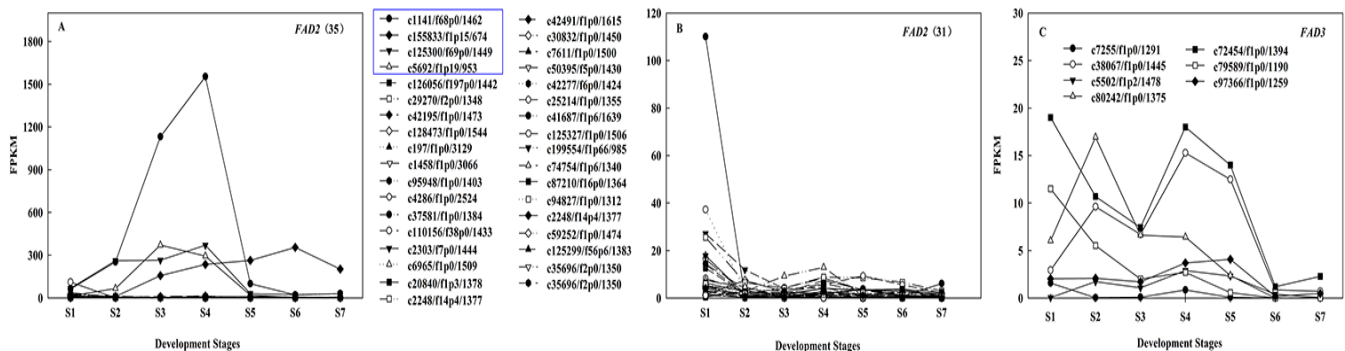 A
FAD2 (35)
1800
1500
1200
900
600
300
0
FPKM
S1 S2 S3 S4 S5 S6 S7
Development Stages
c1141/f68p0/1462
c155833/f1p15/674
c125300/f69p0/1449
c5692/f1p19/953
c126056/f197p0/1442
c29270/f2p0/1348
c42195/f1p0/1473
c128473/f1p0/1544
c197/f1p0/3129
c1458/f1p0/3066
c95948/f1p0/1403
c4286/f1p0/2524
c37581/f1p0/1384
c110156/f38p0/1433
c2303/f7p0/1444
c6965/f1p0/1509
c20840/f1p3/1378
c2248/f14p4/1377
c42491/f1p0/1615
c30832/f1p0/1450
c7611/f1p0/1500
c50395/f5p0/1430
c42277/f6p0/1424
c25214/f1p0/1355
c41687/f1p6/1639
c125327/f1p0/1506
c199554/f1p66/985
c74754/f1p6/1340
c87210/f16p0/1364
c94827/f1p0/1312
c2248/f14p4/1377
c59252/f1p0/1474
c125299/f56p6/1383
c35696/f2p0/1350
c35696/f2p0/1350
B
FAD2 (31)
120
100
80
60
40
20
0
S1 S2 S3 S4 S5 S6 S7
Development Stages
C
FAD3
c7255/f1p0/1291
c38067/f1p0/1445
c5502/f1p2/1478
c80242/f1p0/1375
c72454/f1p0/1394
c79589/f1p0/1190
c97366/f1p0/1259
30
25
20
15
10
5
0
FPKM
S1 S2 S3 S4 S5 S6 S7
Development Stages